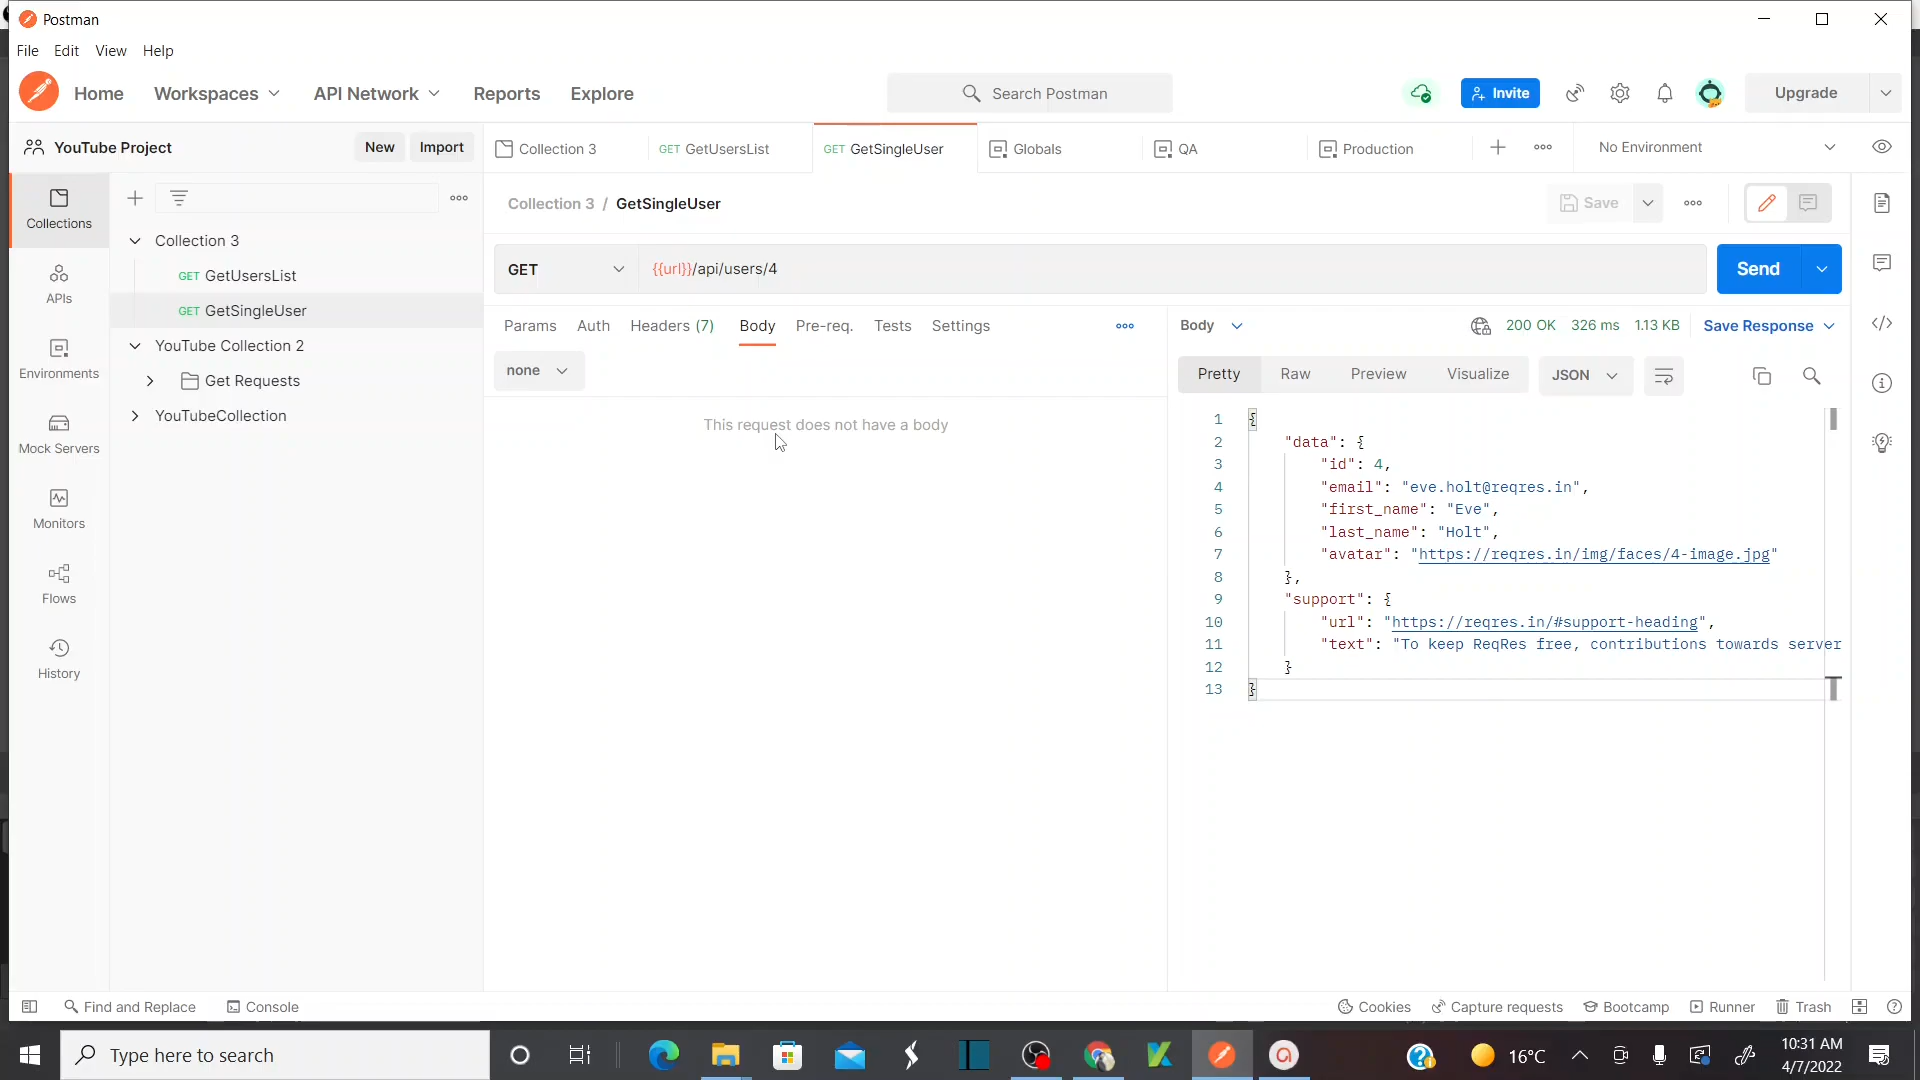 Postman
File Edit View Help
Home Workspaces API Network Reports Explore Search Postman Invite Upgrade
YouTube Project New Import Collection 3 GET GetUsersList GET GetSingleUser Globals QA Production No Environment
Collections
APIs
Environments
Mock Servers
Monitors
Flows
History
Collection 3
GET GetUsersList
GET GetSingleUser
YouTube Collection 2
Get Requests
YouTubeCollection
Collection 3 / GetSingleUser Save
GET {{url}}/api/users/4 Send
Params Auth Headers (7) Body Pre-req. Tests Settings
none
This request does not have a body
Body 200 OK 326 ms 1.13 KB Save Response
Pretty Raw Preview Visualize JSON
1 {
2 "data": {
3 "id": 4,
4 "email": "eve.holt@reqres.in",
5 "first_name": "Eve",
6 "last_name": "Holt",
7 "avatar": "https://reqres.in/img/faces/4-image.jpg"
8 },
9 "support": {
10 "url": "https://reqres.in/#support-heading",
11 "text": "To keep ReqRes free, contributions towards server
12 }
13 }
Find and Replace Console Cookies Capture requests Bootcamp Runner Trash
Type here to search 16°C 10:31 AM
4/7/2022